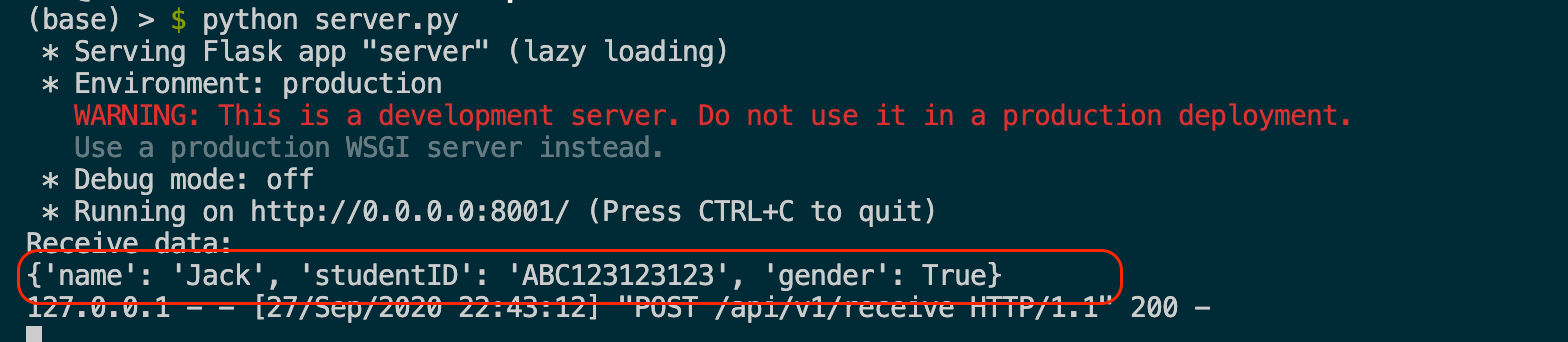 (base) > $ python server.py
 * Serving Flask app "server" (lazy loading)
 * Environment: production
   WARNING: This is a development server. Do not use it in a production deployment.
   Use a production WSGI server instead.
 * Debug mode: off
 * Running on http://0.0.0.0:8001/ (Press CTRL+C to quit)
Receive data:
{'name': 'Jack', 'studentID': 'ABC123123123', 'gender': True}
127.0.0.1 - - [27/Sep/2020 22:43:12] "POST /api/v1/receive HTTP/1.1" 200 -